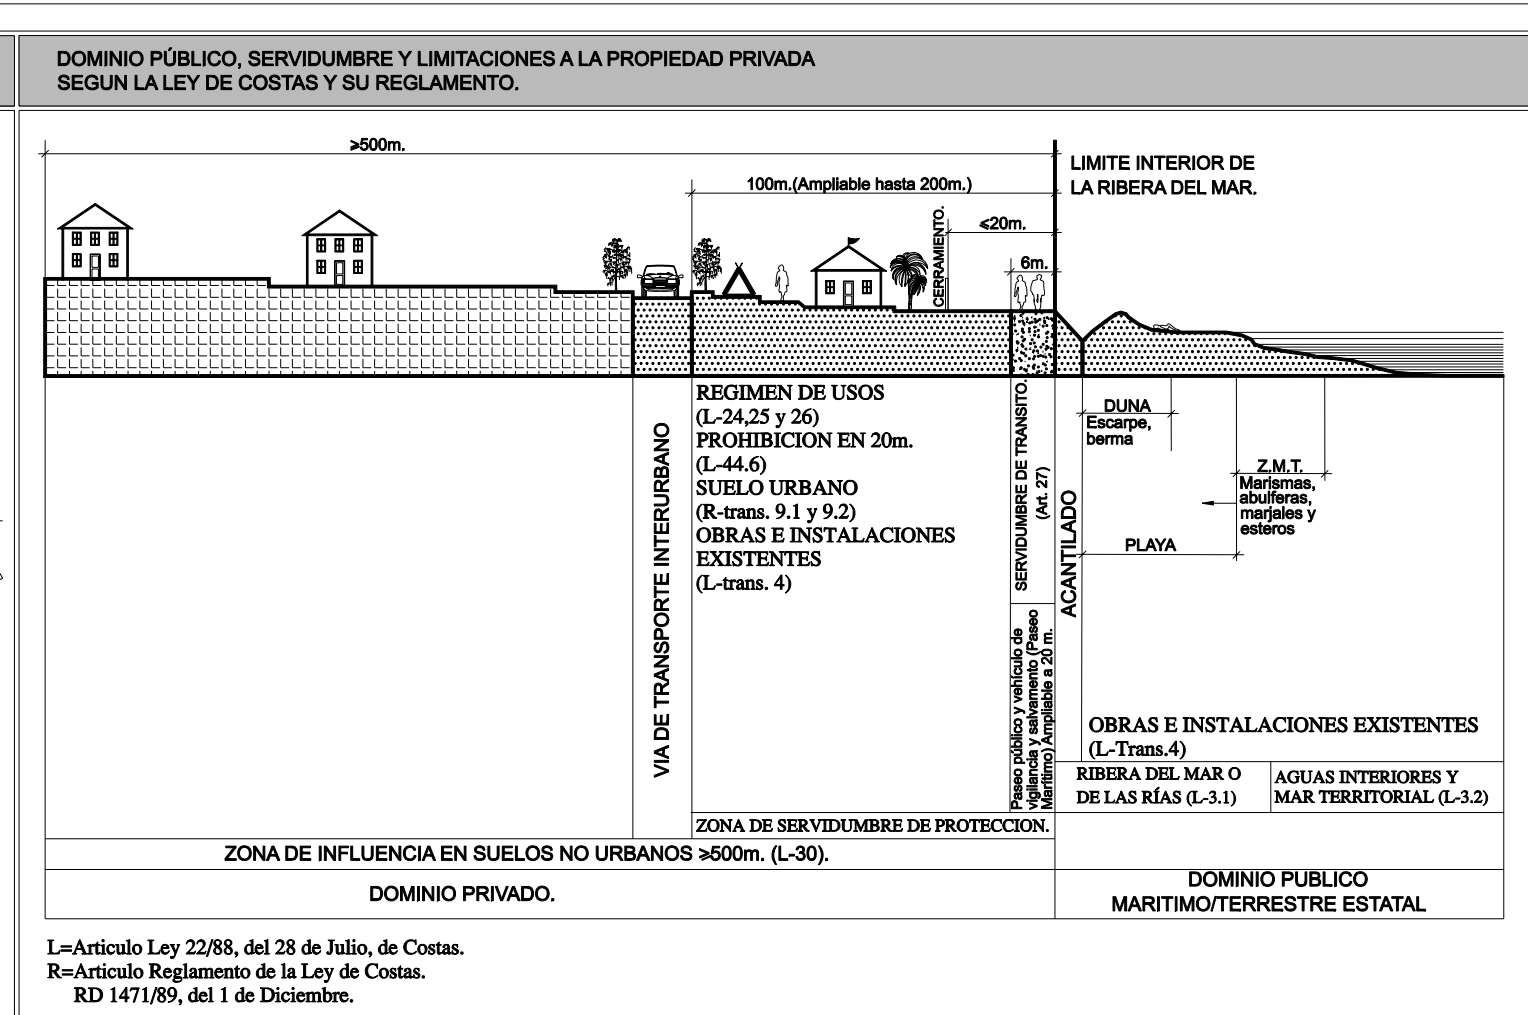 DOMINIO PÚBLICO, SERVIDUMBRE Y LIMITACIONES A LA PROPIEDAD PRIVADA
SEGUN LA LEY DE COSTAS Y SU REGLAMENTO.
≥500m.
LIMITE INTERIOR DE
LA RIBERA DEL MAR.
100m.(Ampliable hasta 200m.)
CERRAMIENTO.
≤20m.
6m.
VIA DE TRANSPORTE INTERURBANO
REGIMEN DE USOS
(L-24,25 y 26)
PROHIBICION EN 20m.
(L-44.6)
SUELO URBANO
(R-trans. 9.1 y 9.2)
OBRAS E INSTALACIONES
EXISTENTES
(L-trans. 4)
SERVIDUMBRE DE TRANSITO.
(Art. 27)
Paseo público y vehículo de
vigilancia y salvamento (Paseo
Marítimo) Ampliable a 20 m.
ACANTILADO
DUNA
Escarpe,
berma
Z.M.T.
Marismas,
abulferas,
marjales y
esteros
PLAYA
OBRAS E INSTALACIONES EXISTENTES
(L-Trans.4)
RIBERA DEL MAR O
DE LAS RÍAS (L-3.1)
AGUAS INTERIORES Y
MAR TERRITORIAL (L-3.2)
ZONA DE SERVIDUMBRE DE PROTECCION.
ZONA DE INFLUENCIA EN SUELOS NO URBANOS ≥500m. (L-30).
DOMINIO PRIVADO.
DOMINIO PUBLICO
MARITIMO/TERRESTRE ESTATAL
L=Articulo Ley 22/88, del 28 de Julio, de Costas.
R=Articulo Reglamento de la Ley de Costas.
RD 1471/89, del 1 de Diciembre.